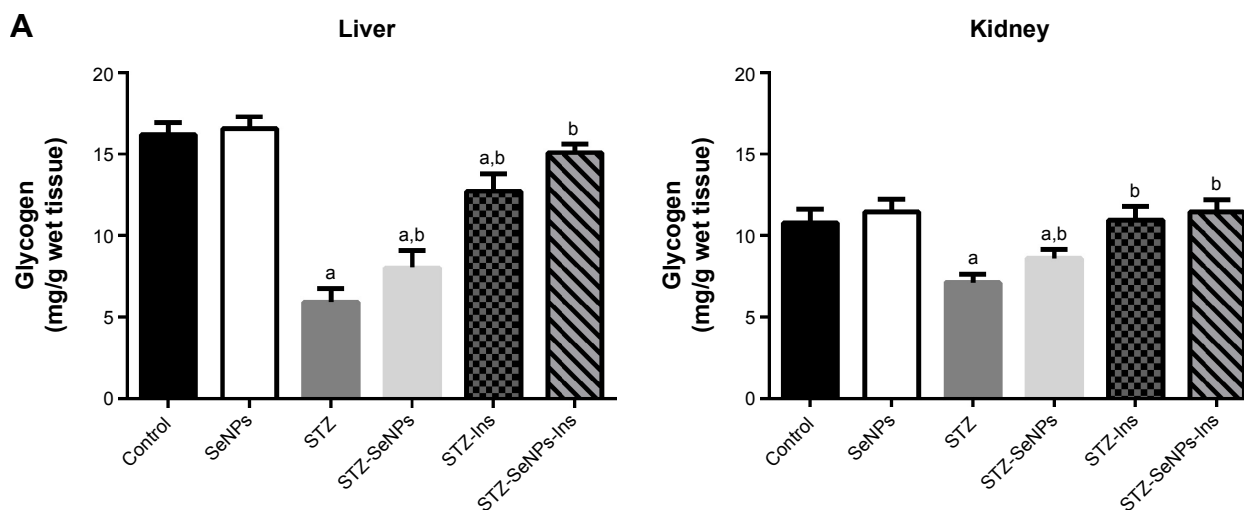 A
Liver
Glycogen
(mg/g wet tissue)
20
15
10
5
0
a
a,b
a,b
b
Control
SeNPs
STZ
STZ-SeNPs
STZ-Ins
STZ-SeNPs-Ins
Kidney
Glycogen
(mg/g wet tissue)
20
15
10
5
0
a
a,b
b
b
Control
SeNPs
STZ
STZ-SeNPs
STZ-Ins
STZ-SeNPs-Ins